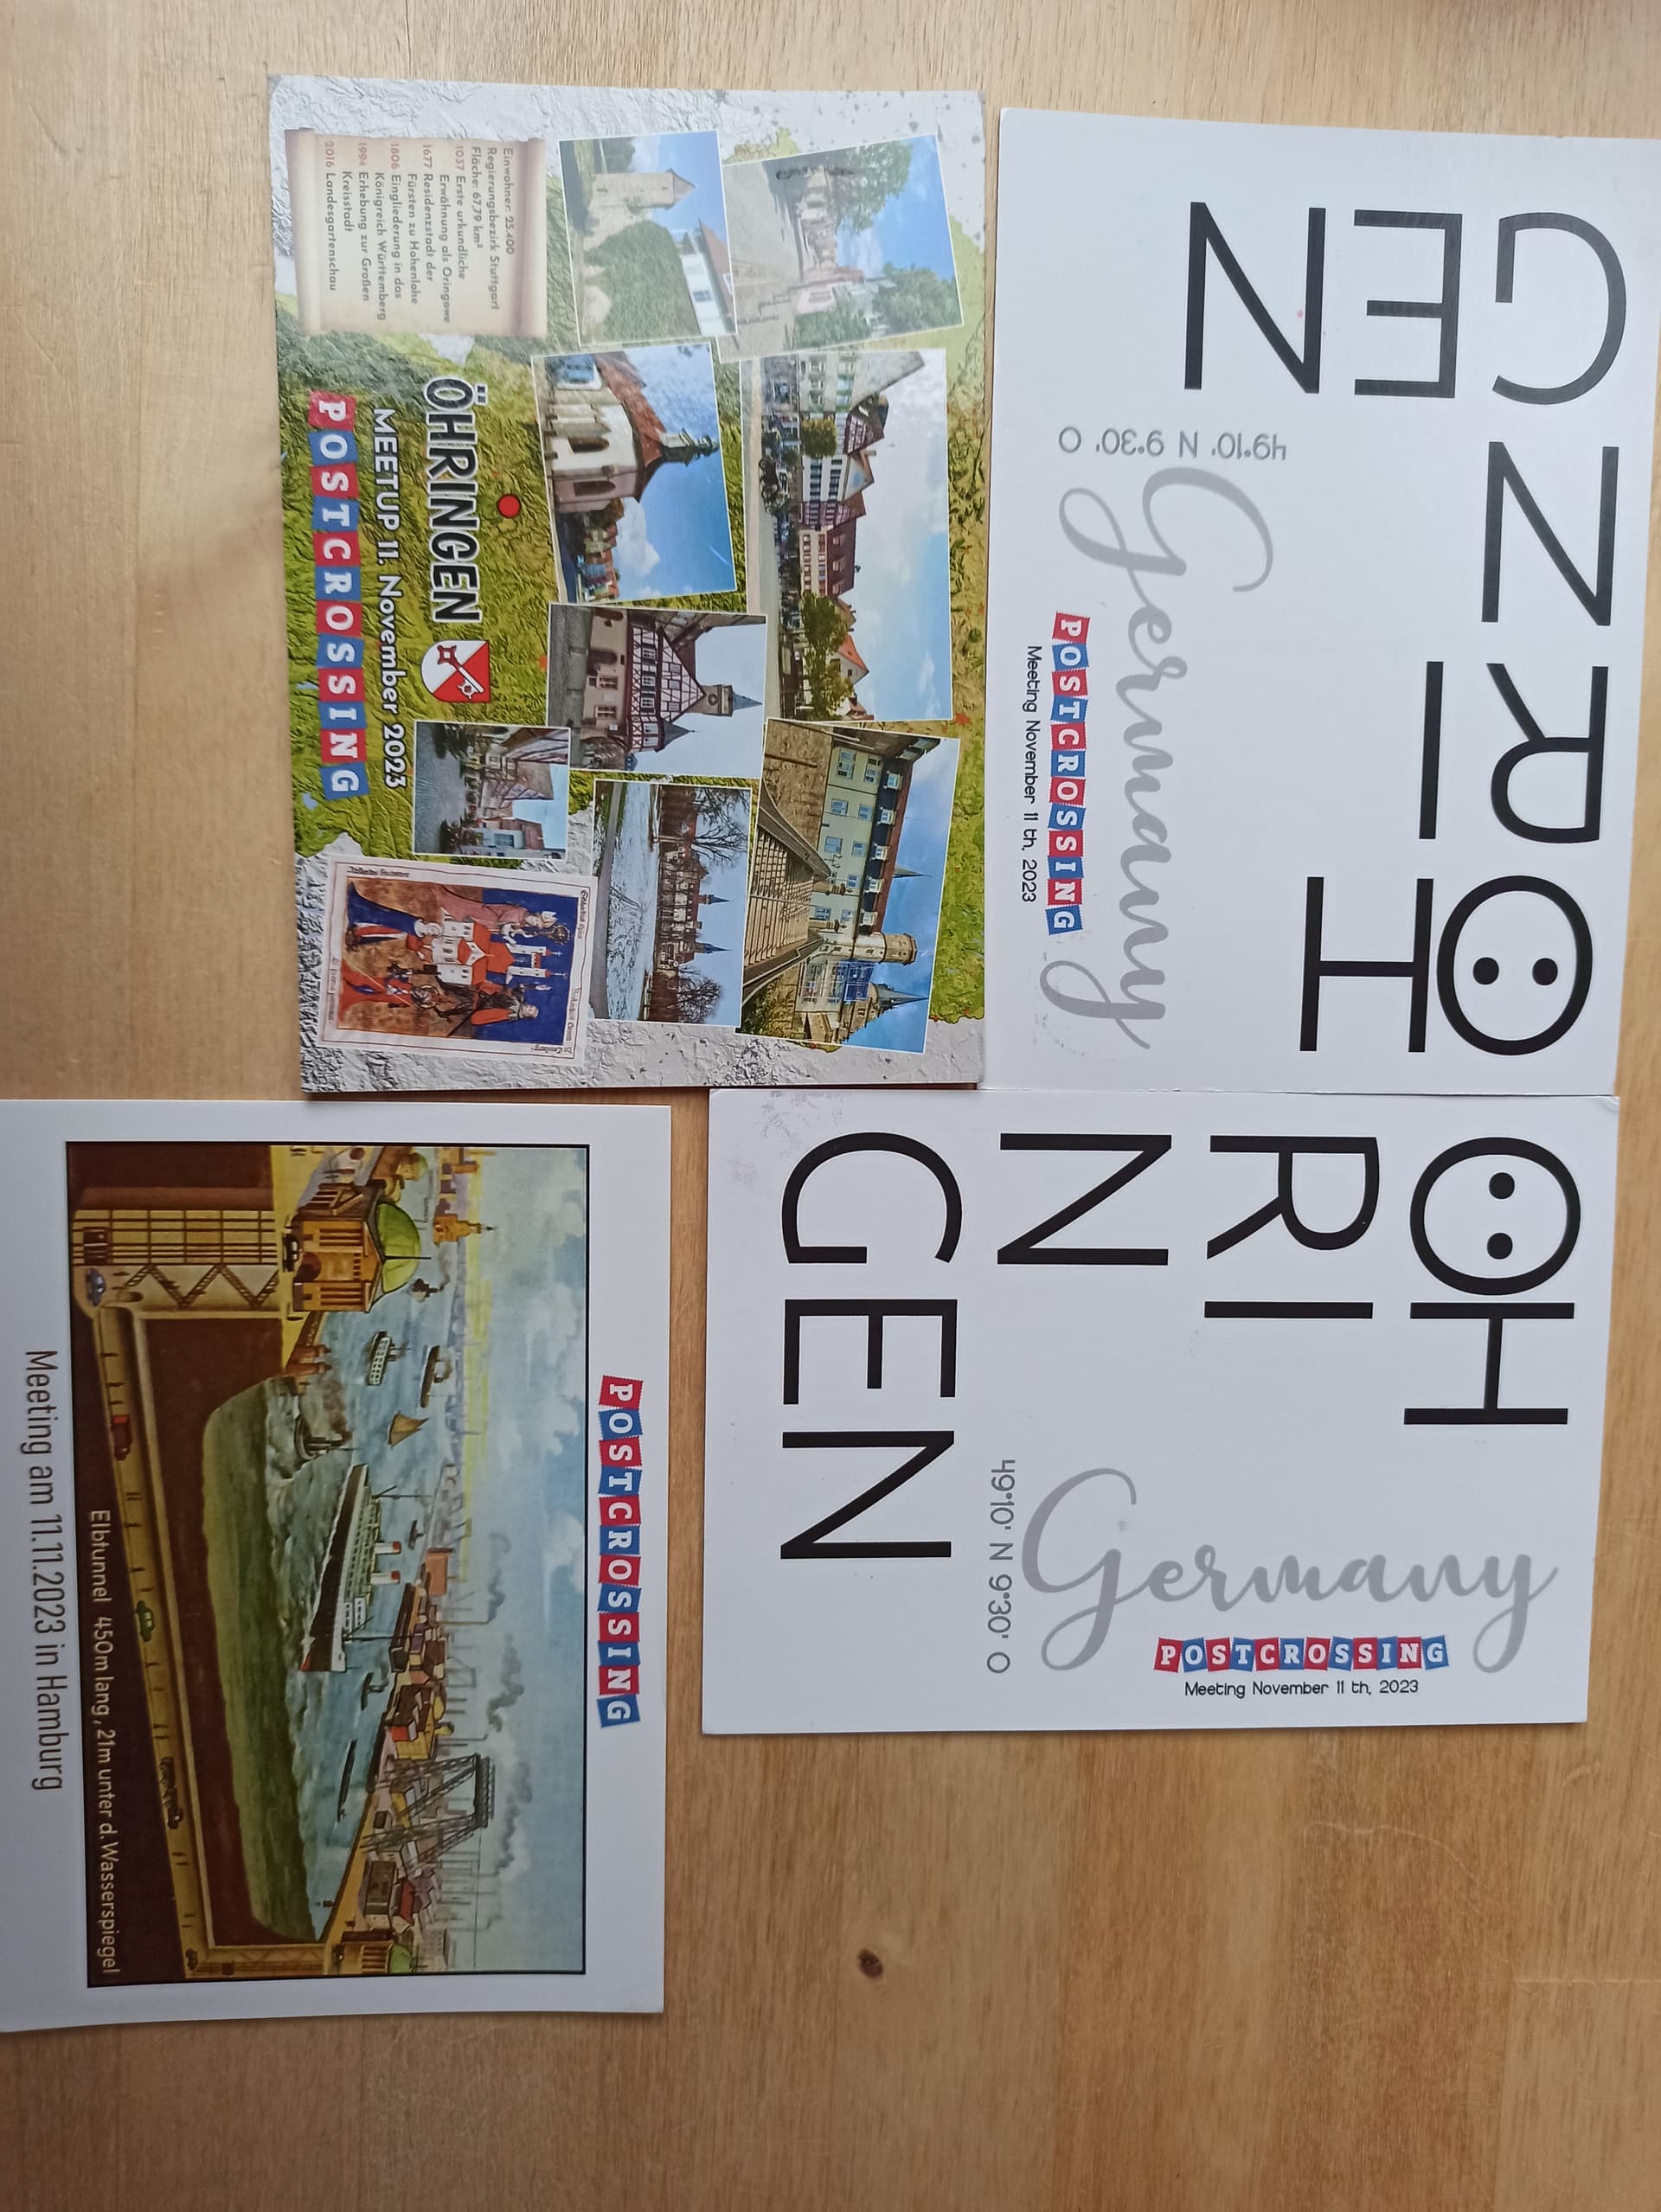 ÖH
RI
N
GEN
49°10' N 9°30' O
Germany
POSTCROSSING
Meeting November 11 th, 2023
ÖH
RI
N
GEN
49°10' N 9°30' O
Germany
POSTCROSSING
Meeting November 11 th, 2023
Einwohner: 25.400
Regierungsbezirk Stuttgart
Fläche: 67,79 km²
1037 Erste urkundliche
Erwähnung als Oringowe
1677 Residenzstadt der
Fürsten zu Hohenlohe
1806 Eingliederung in das
Königreich Württemberg
1994 Erhebung zur Großen
Kreisstadt
2016 Landesgartenschau
ÖHRINGEN
MEETUP 11. November 2023
POSTCROSSING
POSTCROSSING
Elbtunnel 450m lang, 21m unter d. Wasserspiegel
Meeting am 11.11.2023 in Hamburg